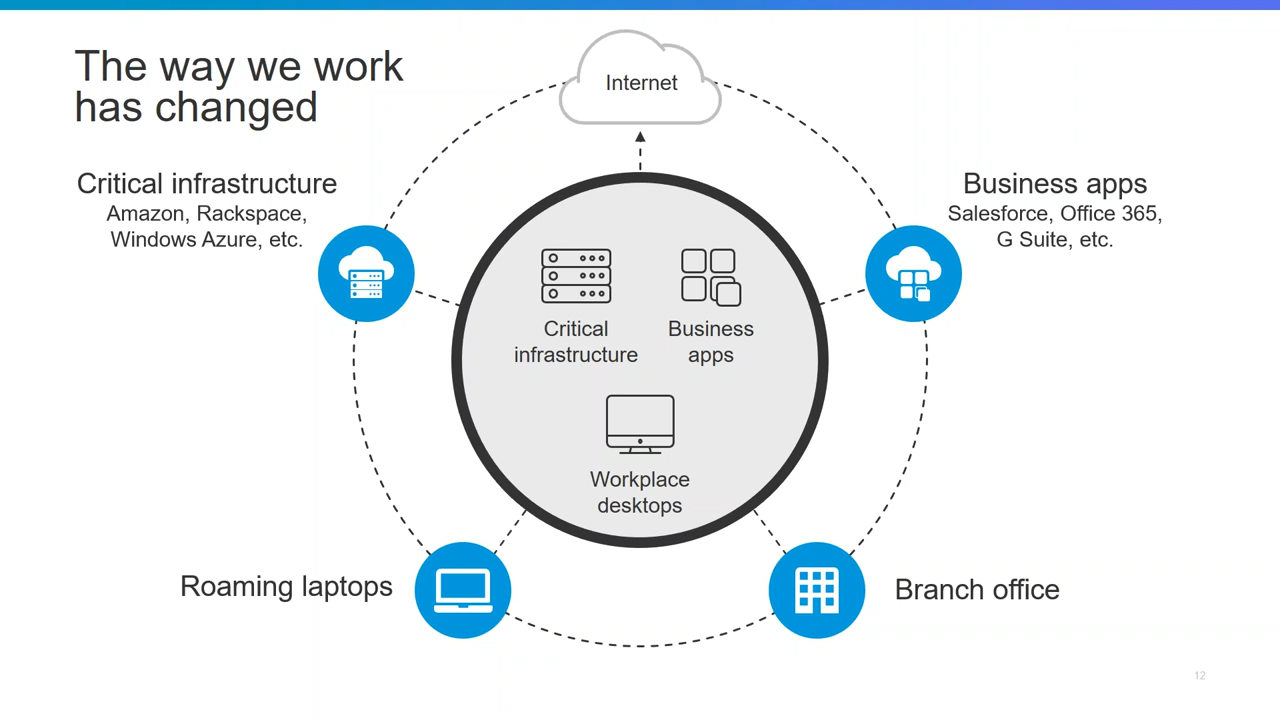 The way we work
has changed
Internet
Critical infrastructure
Amazon, Rackspace,
Windows Azure, etc.
Business apps
Salesforce, Office 365,
G Suite, etc.
Critical
infrastructure
Business
apps
Workplace
desktops
Roaming laptops
Branch office
12